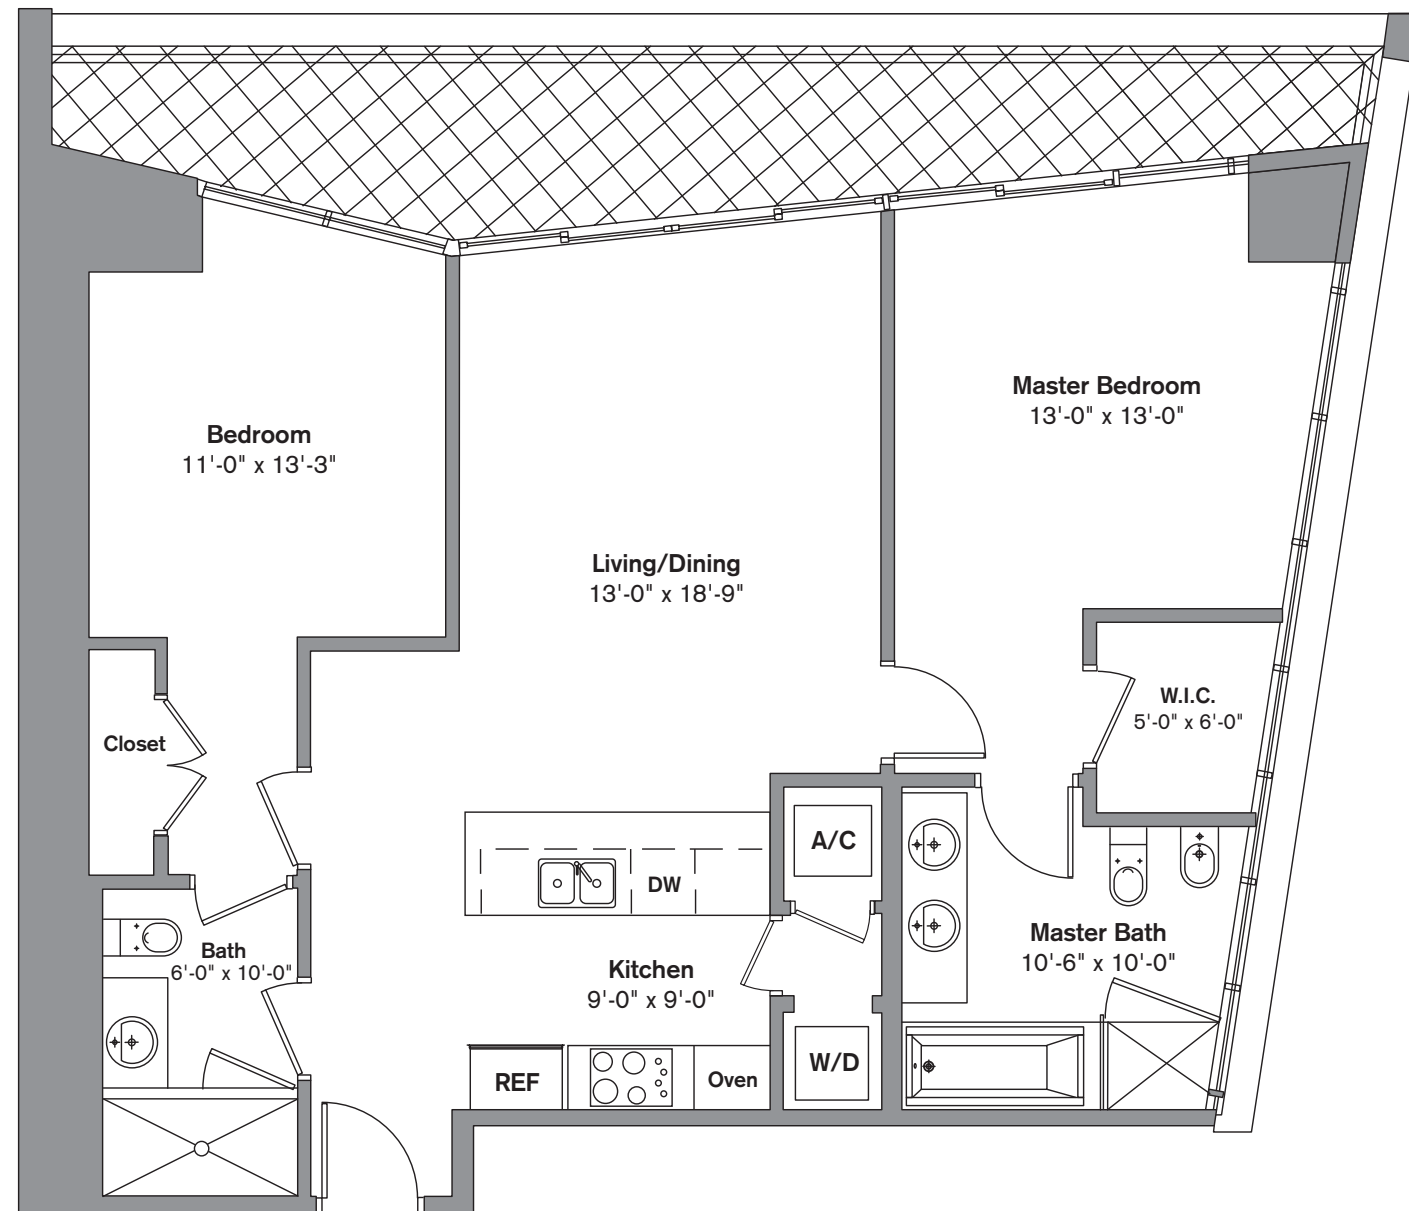 Master Bedroom
13'-0" x 13'-0"
Bedroom
11'-0" x 13'-3"
Living/Dining
13'-0" x 18'-9"
W.I.C.
5'-0" x 6'-0"
Closet
A/C
DW
Master Bath
10'-6" x 10'-0"
Bath
6'-0" x 10'-0"
Kitchen
9'-0" x 9'-0"
W/D
REF
Oven